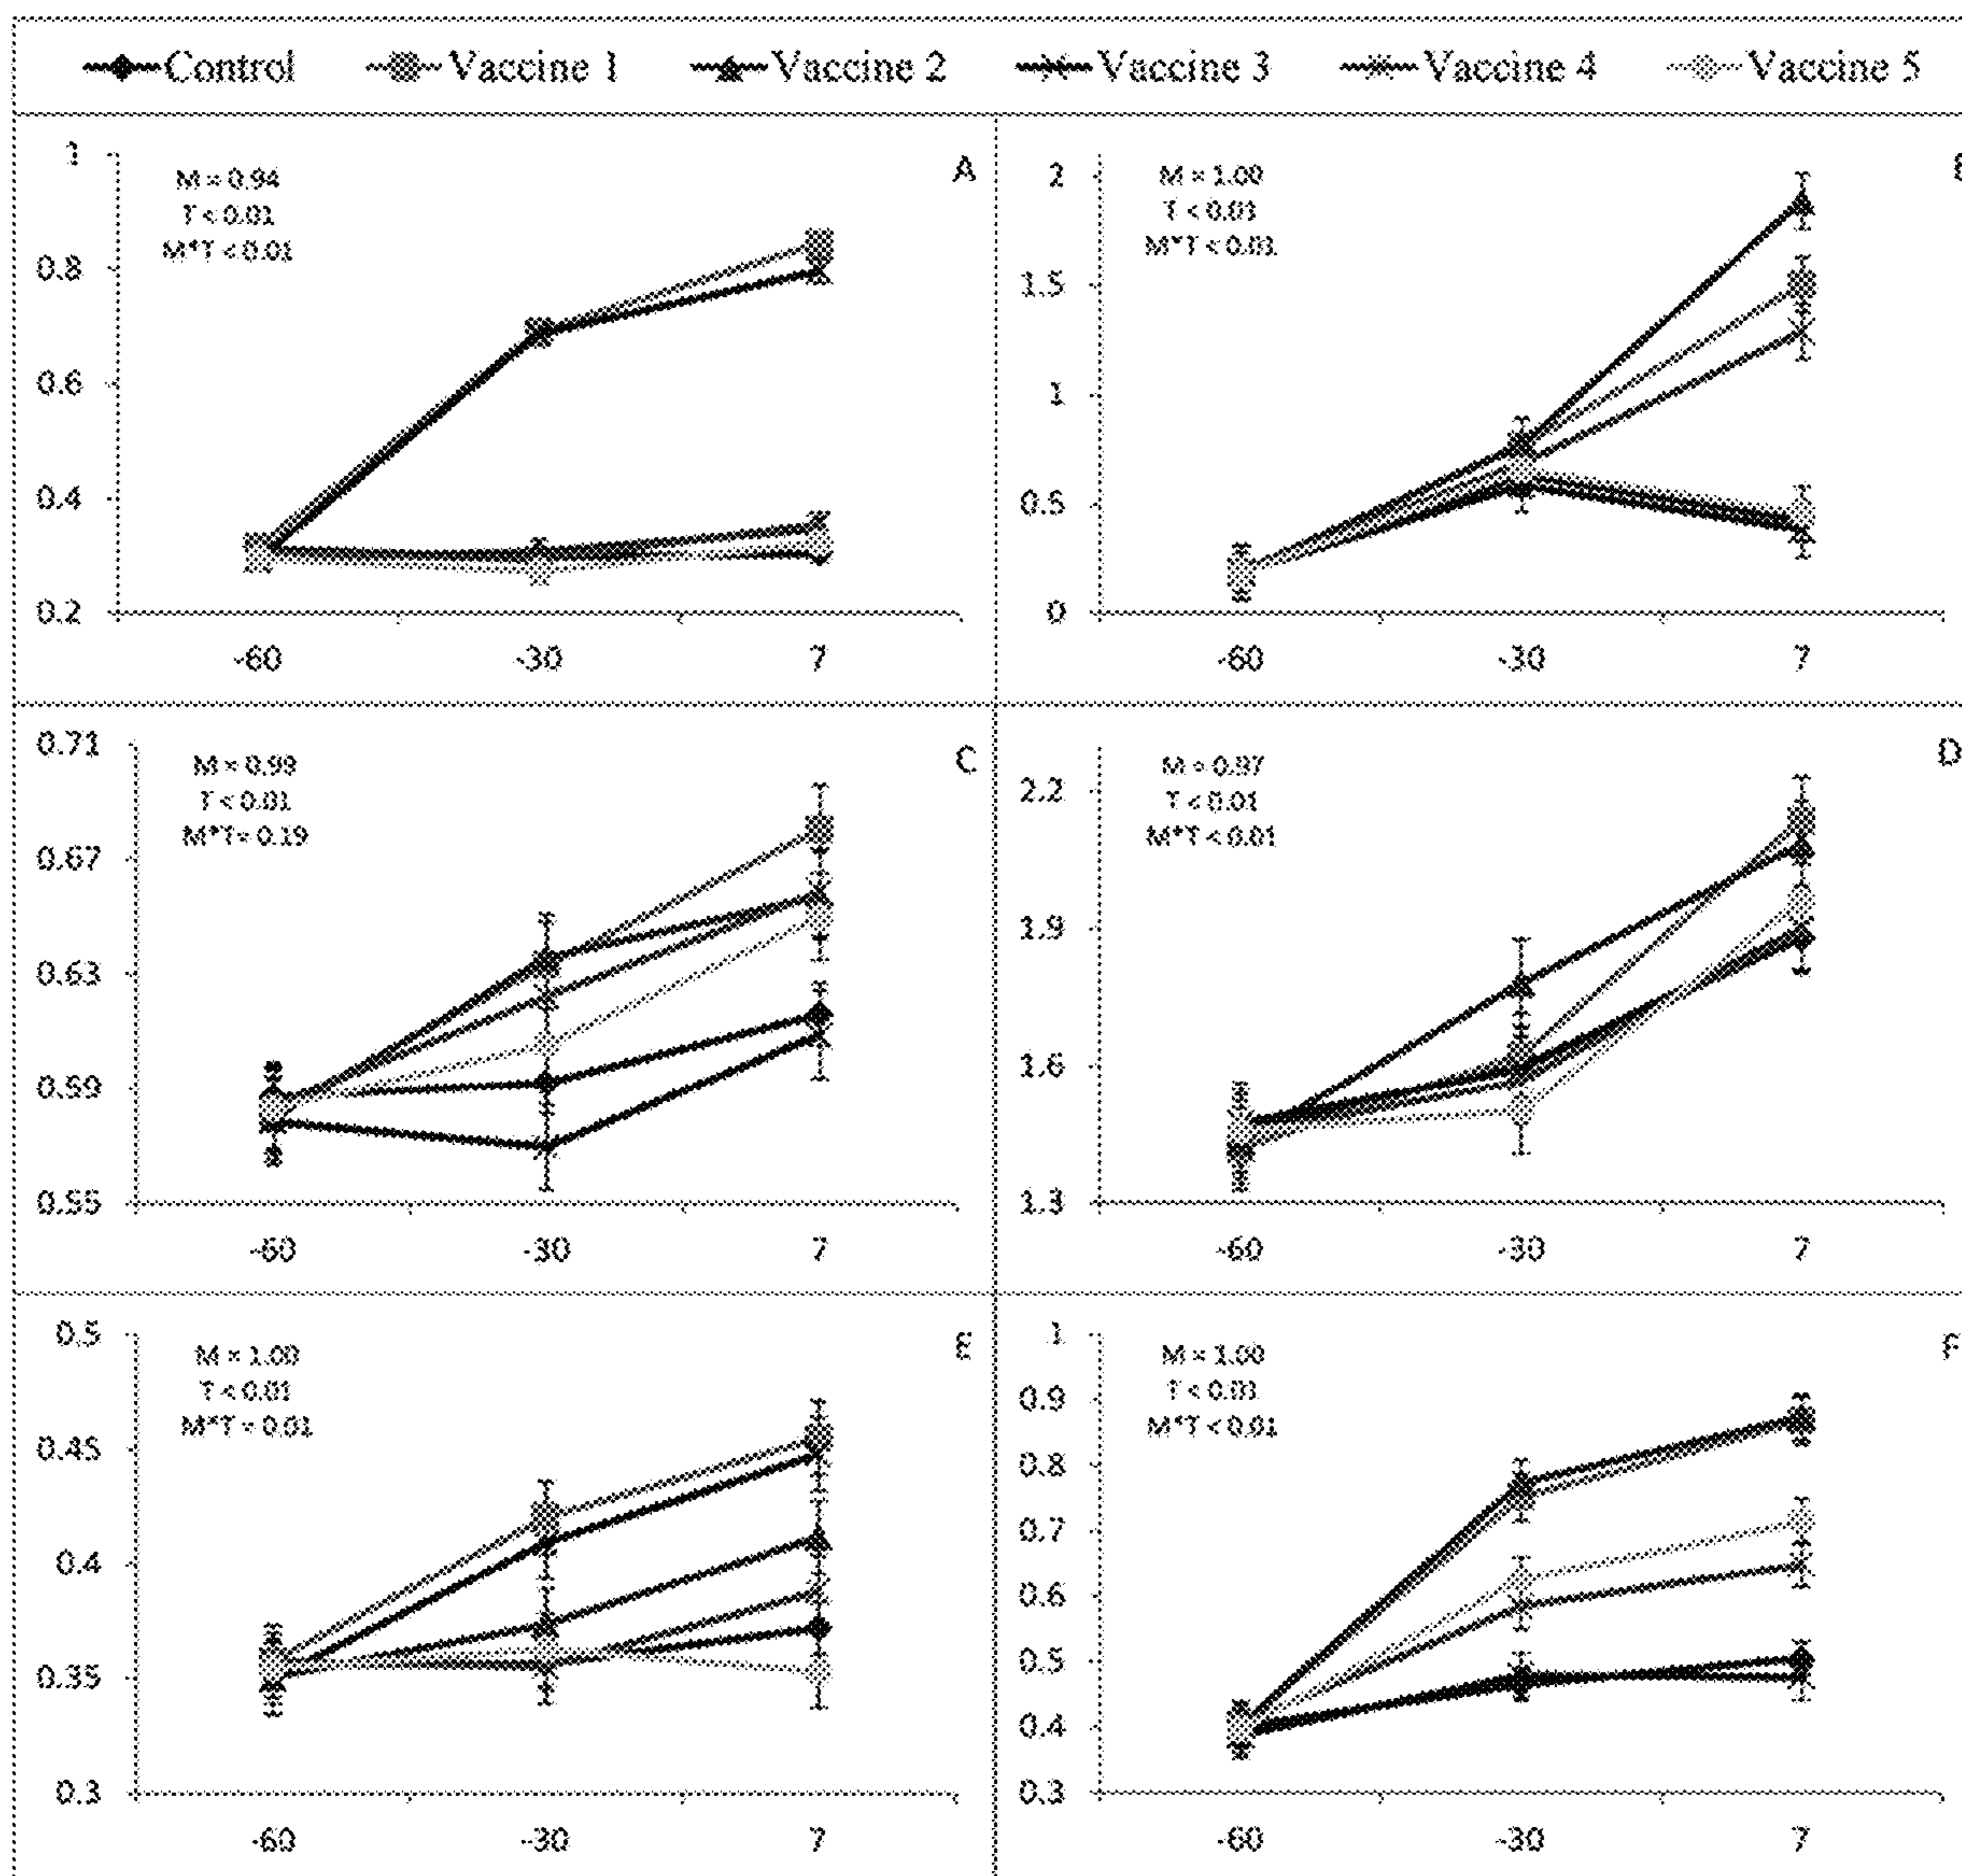 Control Vaccine 1 Vaccine 2 Vaccine 3 Vaccine 4 Vaccine 5
A
M = 0.94
T < 0.01
M*T < 0.01
1
0.8
0.6
0.4
0.2
-60 -30 7
M = 1.00
T < 0.01
M*T < 0.01
2
1.5
1
0.5
0
-60 -30 7
C
M = 0.99
T < 0.01
M*T = 0.19
0.71
0.67
0.63
0.59
0.55
-60 -30 7
D
M = 0.97
T < 0.01
M*T < 0.01
2.2
1.9
1.6
1.3
-60 -30 7
E
M = 1.00
T < 0.01
M*T = 0.01
0.5
0.45
0.4
0.35
0.3
-60 -30 7
F
M = 1.00
T < 0.01
M*T < 0.01
1
0.9
0.8
0.7
0.6
0.5
0.4
0.3
-60 -30 7